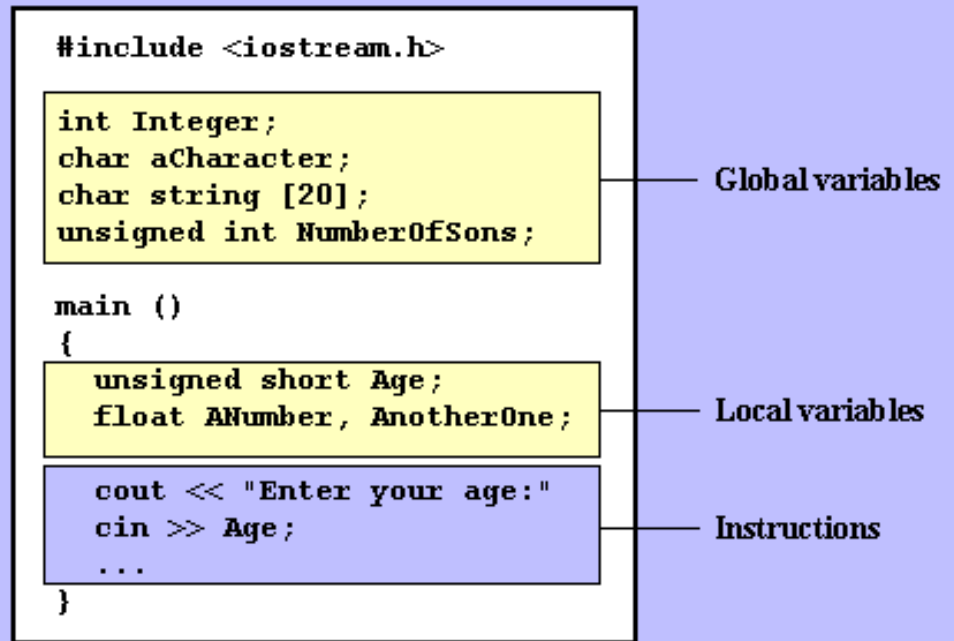 #include <iostream.h>
int Integer;
char aCharacter;
char string [20];
unsigned int NumberOfSons;
Global variables
main ()
{
unsigned short Age;
float ANumber, AnotherOne;
Local variables
cout << "Enter your age:"
cin >> Age;
...
Instructions
}